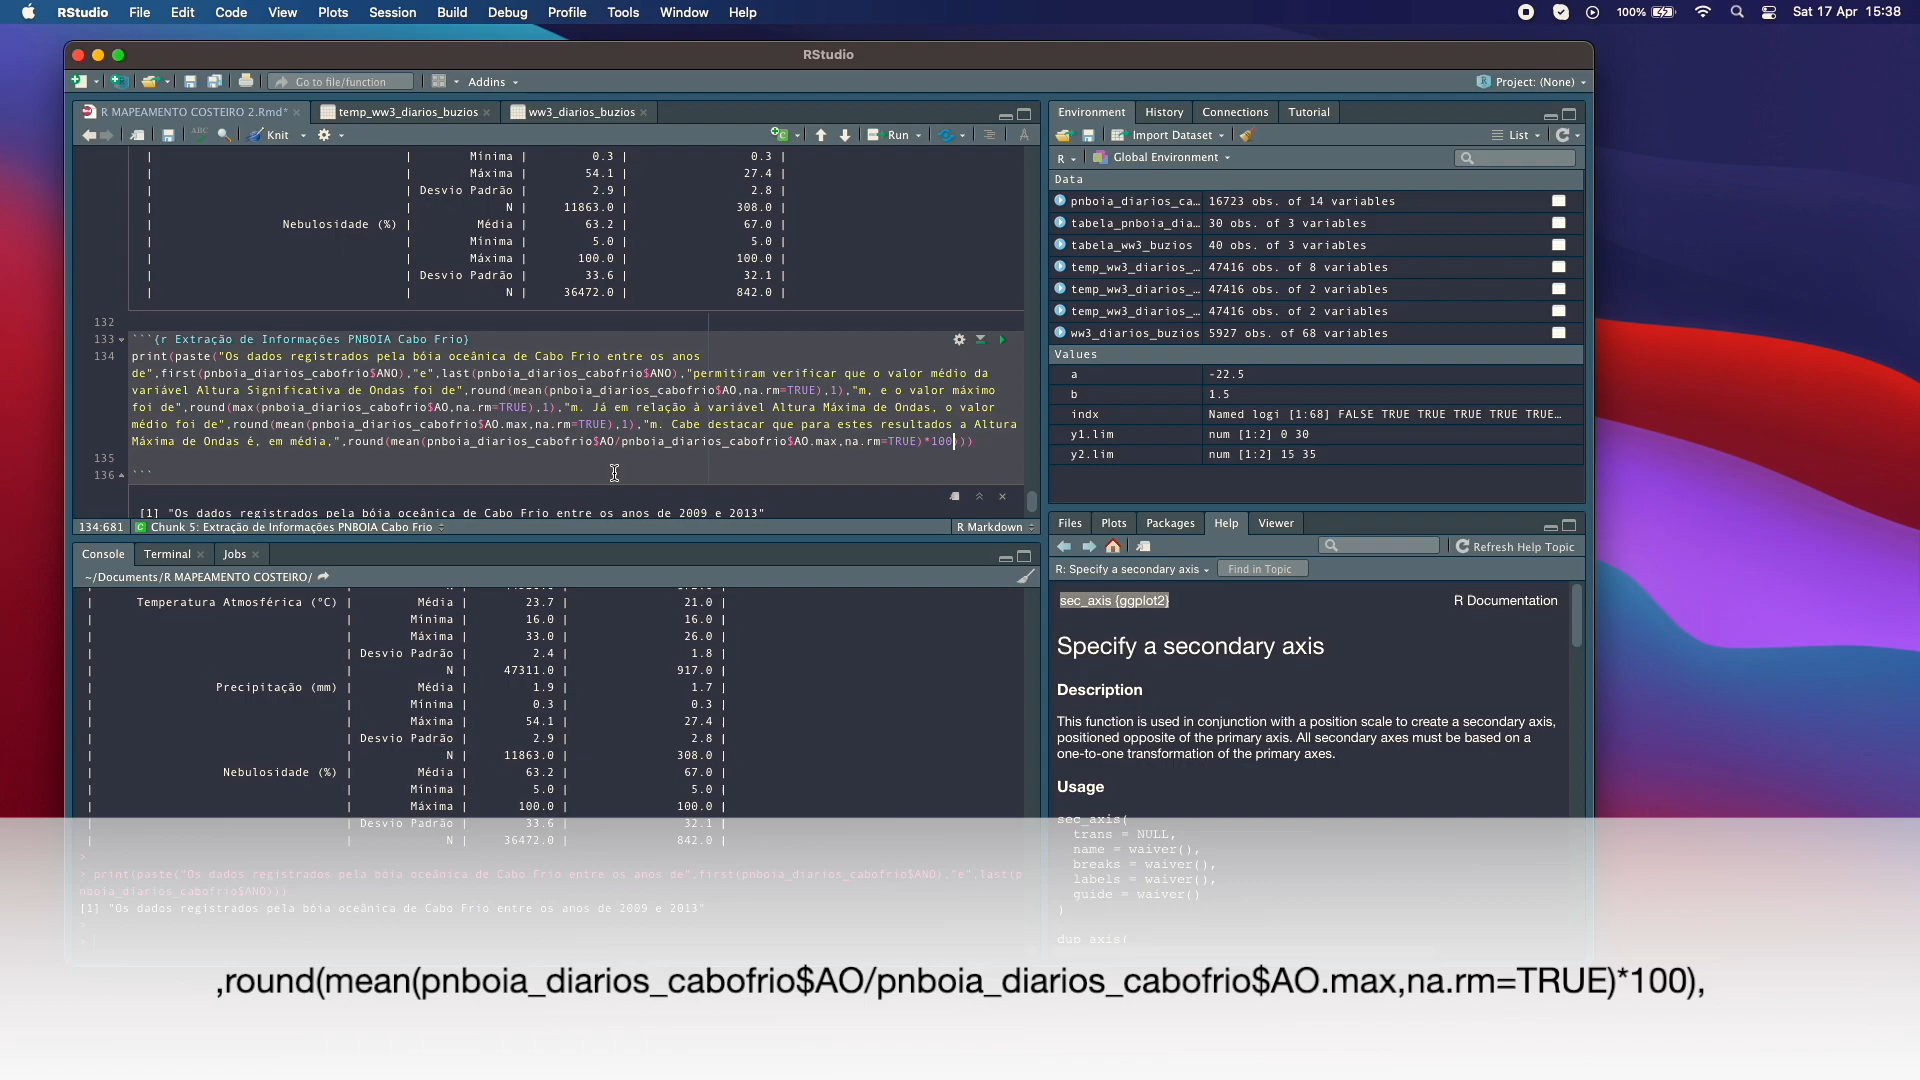 RStudio File Edit Code View Plots Session Build Debug Profile Tools Window Help 100% Sat 17 Apr 15:38
RStudio
Go to file/function Addins Project: (None)
R MAPEAMENTO COSTEIRO 2.Rmd* temp_ww3_diarios_buzios ww3_diarios_buzios
ABC Knit Run
| | Mínima | 0.3 | 0.3 |
| | Máxima | 54.1 | 27.4 |
| | Desvio Padrão | 2.9 | 2.8 |
| | N | 11863.0 | 308.0 |
| Nebulosidade (%) | Média | 63.2 | 67.0 |
| | Mínima | 5.0 | 5.0 |
| | Máxima | 100.0 | 100.0 |
| | Desvio Padrão | 33.6 | 32.1 |
| | N | 36472.0 | 842.0 |
132
133 ```{r Extração de Informações PNBOIA Cabo Frio}
134 print(paste("Os dados registrados pela bóia oceânica de Cabo Frio entre os anos
de",first(pnboia_diarios_cabofrio$ANO),"e",last(pnboia_diarios_cabofrio$ANO),"permitiram verificar que o valor médio da
variável Altura Significativa de Ondas foi de",round(mean(pnboia_diarios_cabofrio$AO,na.rm=TRUE),1),"m, e o valor máximo
foi de",round(max(pnboia_diarios_cabofrio$AO,na.rm=TRUE),1),"m. Já em relação à variável Altura Máxima de Ondas, o valor
médio foi de",round(mean(pnboia_diarios_cabofrio$AO.max,na.rm=TRUE),1),"m. Cabe destacar que para estes resultados a Altura
Máxima de Ondas é, em média,",round(mean(pnboia_diarios_cabofrio$AO/pnboia_diarios_cabofrio$AO.max,na.rm=TRUE)*100)))
135
136 ```
[1] "Os dados registrados pela bóia oceânica de Cabo Frio entre os anos de 2009 e 2013"
134:681 C Chunk 5: Extração de Informações PNBOIA Cabo Frio R Markdown
Console Terminal Jobs
~/Documents/R MAPEAMENTO COSTEIRO/
| Temperatura Atmosférica (°C) | Média | 23.7 | 21.0 |
| | Mínima | 16.0 | 16.0 |
| | Máxima | 33.0 | 26.0 |
| | Desvio Padrão | 2.4 | 1.8 |
| | N | 47311.0 | 917.0 |
| Precipitação (mm) | Média | 1.9 | 1.7 |
| | Mínima | 0.3 | 0.3 |
| | Máxima | 54.1 | 27.4 |
| | Desvio Padrão | 2.9 | 2.8 |
| | N | 11863.0 | 308.0 |
| Nebulosidade (%) | Média | 63.2 | 67.0 |
| | Mínima | 5.0 | 5.0 |
| | Máxima | 100.0 | 100.0 |
| | Desvio Padrão | 33.6 | 32.1 |
| | N | 36472.0 | 842.0 |
>
> print(paste("Os dados registrados pela bóia oceânica de Cabo Frio entre os anos de",first(pnboia_diarios_cabofrio$ANO),"e",last(p
nboia_diarios_cabofrio$ANO)))
[1] "Os dados registrados pela bóia oceânica de Cabo Frio entre os anos de 2009 e 2013"
>
>
Environment History Connections Tutorial
Import Dataset List
R Global Environment
Data
pnboia_diarios_ca… 16723 obs. of 14 variables
tabela_pnboia_dia… 30 obs. of 3 variables
tabela_ww3_buzios 40 obs. of 3 variables
temp_ww3_diarios_… 47416 obs. of 8 variables
temp_ww3_diarios_… 47416 obs. of 2 variables
temp_ww3_diarios_… 47416 obs. of 2 variables
ww3_diarios_buzios 5927 obs. of 68 variables
Values
a -22.5
b 1.5
indx Named logi [1:68] FALSE TRUE TRUE TRUE TRUE TRUE…
y1.lim num [1:2] 0 30
y2.lim num [1:2] 15 35
Files Plots Packages Help Viewer
Refresh Help Topic
R: Specify a secondary axis Find in Topic
sec_axis {ggplot2} R Documentation
Specify a secondary axis
Description
This function is used in conjunction with a position scale to create a secondary axis,
positioned opposite of the primary axis. All secondary axes must be based on a
one-to-one transformation of the primary axes.
Usage
sec_axis(
trans = NULL,
name = waiver(),
breaks = waiver(),
labels = waiver(),
guide = waiver()
)
dup_axis(
,round(mean(pnboia_diarios_cabofrio$AO/pnboia_diarios_cabofrio$AO.max,na.rm=TRUE)*100),